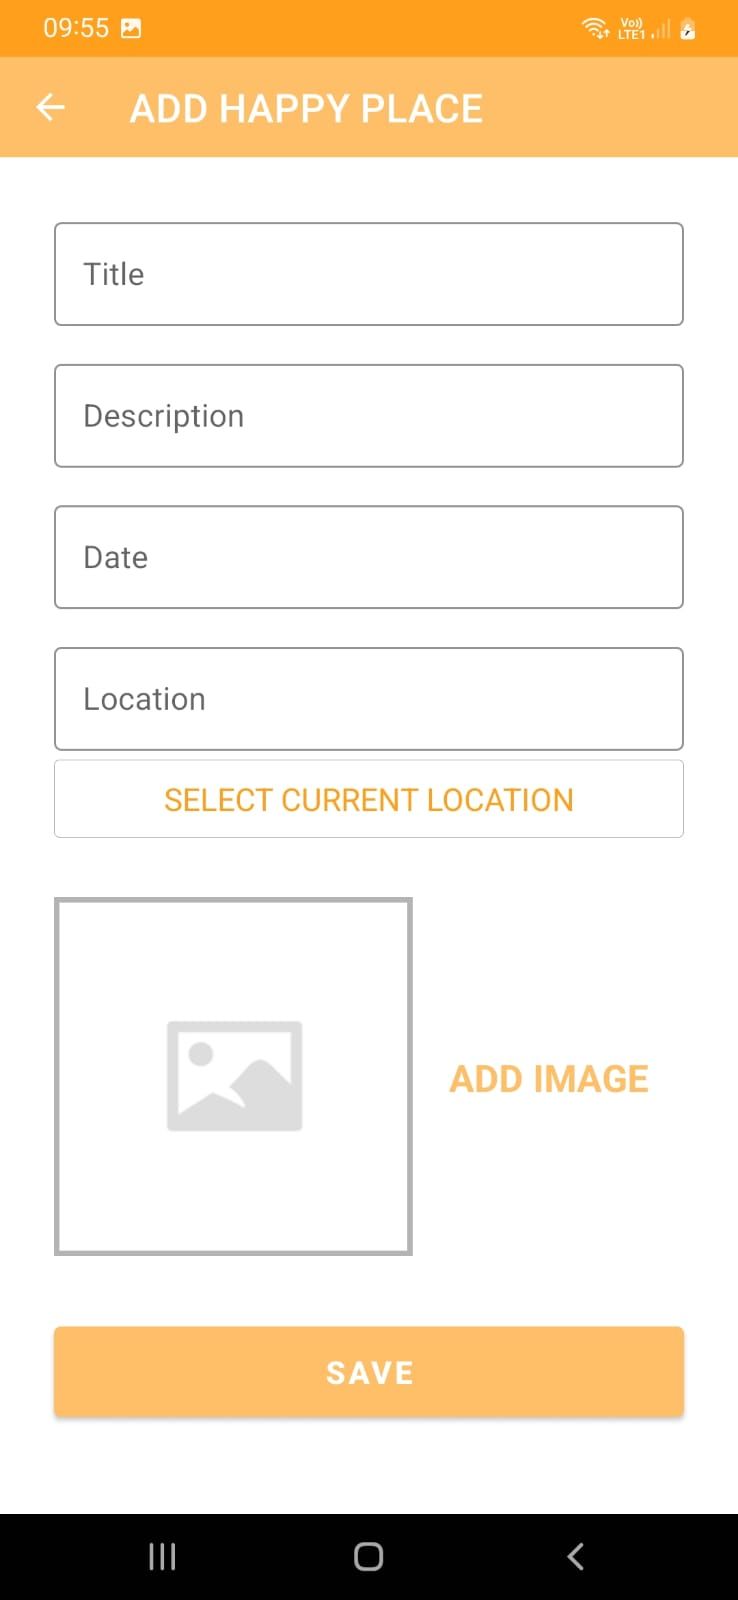 09:55
Vo)) LTE1
ADD HAPPY PLACE
Title
Description
Date
Location
SELECT CURRENT LOCATION
ADD IMAGE
SAVE